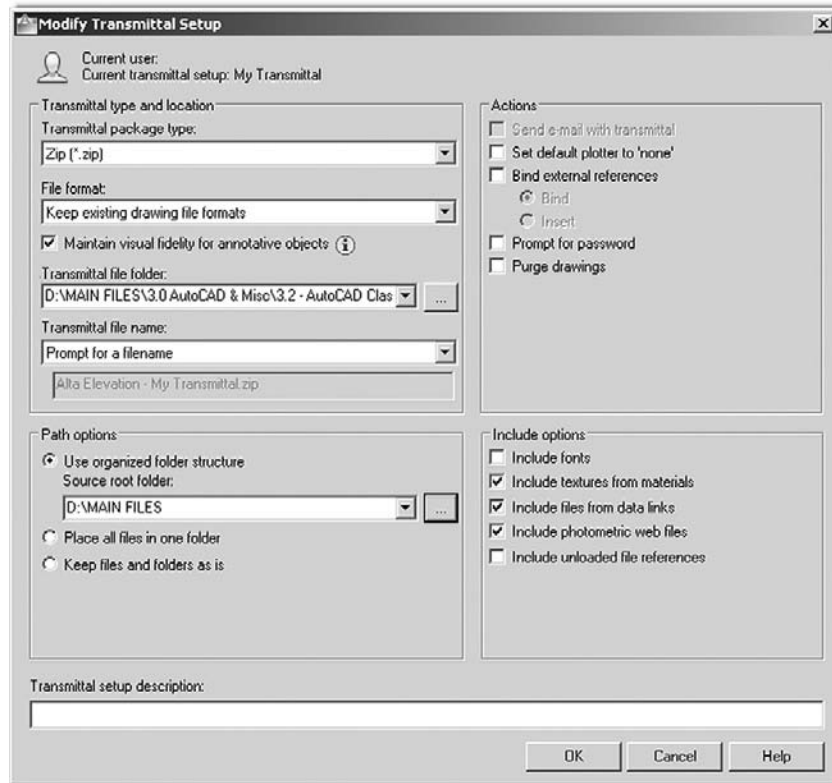 Modify Transmittal Setup
Current user:
Current transmittal setup: My Transmittal
Transmittal type and location
Transmittal package type:
Zip (*.zip)
File format:
Keep existing drawing file formats
Maintain visual fidelity for annotative objects
Transmittal file folder:
D:\MAIN FILES\3.0 AutoCAD & Misc\3.2 - AutoCAD Clas
...
Transmittal file name:
Prompt for a filename
Alta Elevation - My Transmittal.zip
Actions
Send e-mail with transmittal
Set default plotter to 'none'
Bind external references
Bind
Insert
Prompt for password
Purge drawings
Path options
Use organized folder structure
Source root folder:
D:\MAIN FILES
...
Place all files in one folder
Keep files and folders as is
Include options
Include fonts
Include textures from materials
Include files from data links
Include photometric web files
Include unloaded file references
Transmittal setup description:
OK
Cancel
Help